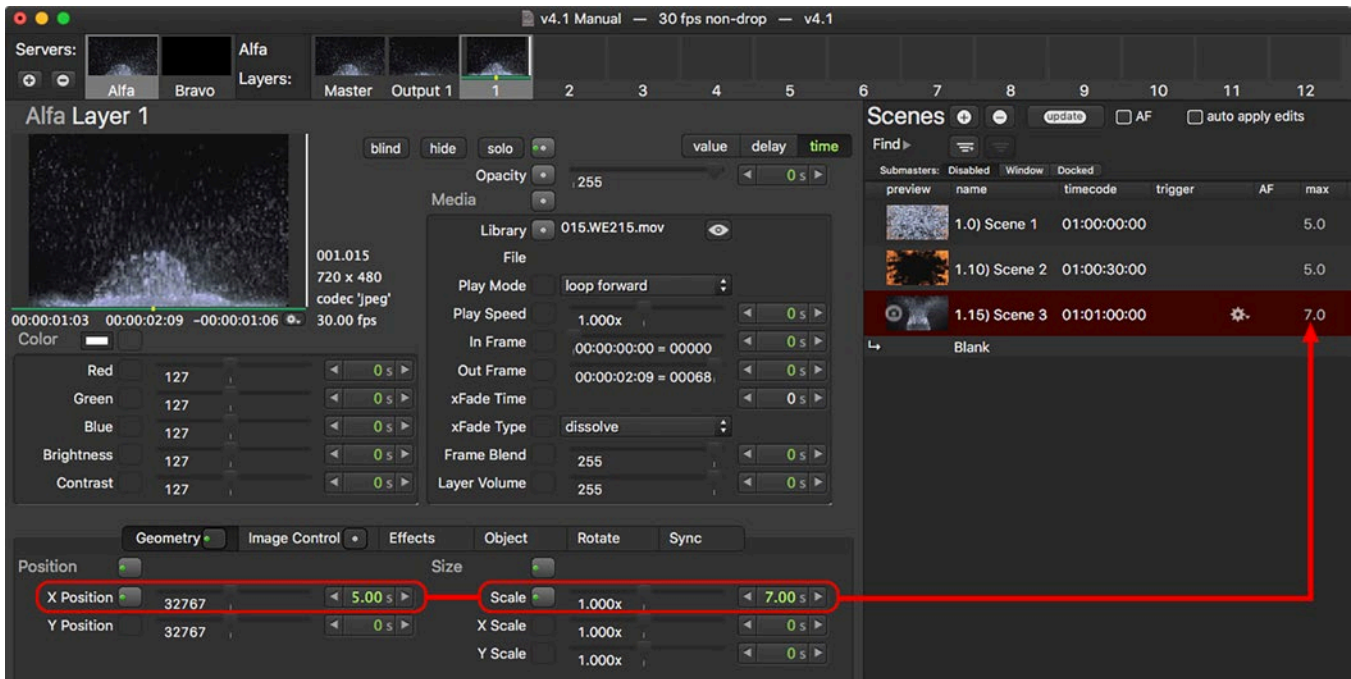 v4.1 Manual — 30 fps non-drop — v4.1
Servers:
Alfa
Bravo
Alfa
Layers:
Master
Output 1
1
2
3
4
5
6
7
8
9
10
11
12
Alfa Layer 1
001.015
720 x 480
codec 'jpeg'
30.00 fps
00:00:01:03 00:00:02:09 -00:00:01:06
blind hide solo
value delay time
Opacity 255 0 s
Media
Library 015.WE215.mov
File
Play Mode loop forward
Play Speed 1.000x 0 s
In Frame 00:00:00:00 = 00000 0 s
Out Frame 00:00:02:09 = 00068 0 s
xFade Time 0 s
xFade Type dissolve
Frame Blend 255 0 s
Layer Volume 255 0 s
Color
Red 127 0 s
Green 127 0 s
Blue 127 0 s
Brightness 127 0 s
Contrast 127 0 s
Geometry Image Control Effects Object Rotate Sync
Position
X Position 32767 5.00 s
Y Position 32767 0 s
Size
Scale 1.000x 7.00 s
X Scale 1.000x 0 s
Y Scale 1.000x 0 s
Scenes update AF auto apply edits
Find
Submasters: Disabled Window Docked
preview name timecode trigger AF max
1.0) Scene 1 01:00:00:00 5.0
1.10) Scene 2 01:00:30:00 5.0
1.15) Scene 3 01:01:00:00 7.0
Blank